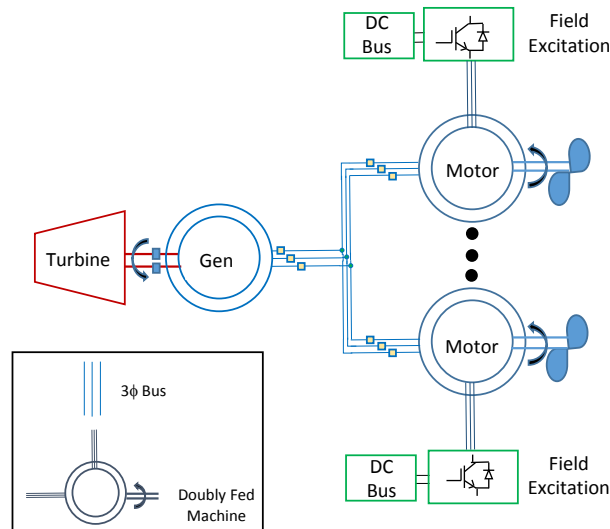 DC
Bus
Field
Excitation
Motor
Turbine
Gen
Motor
3ϕ Bus
Doubly Fed
Machine
DC
Bus
Field
Excitation